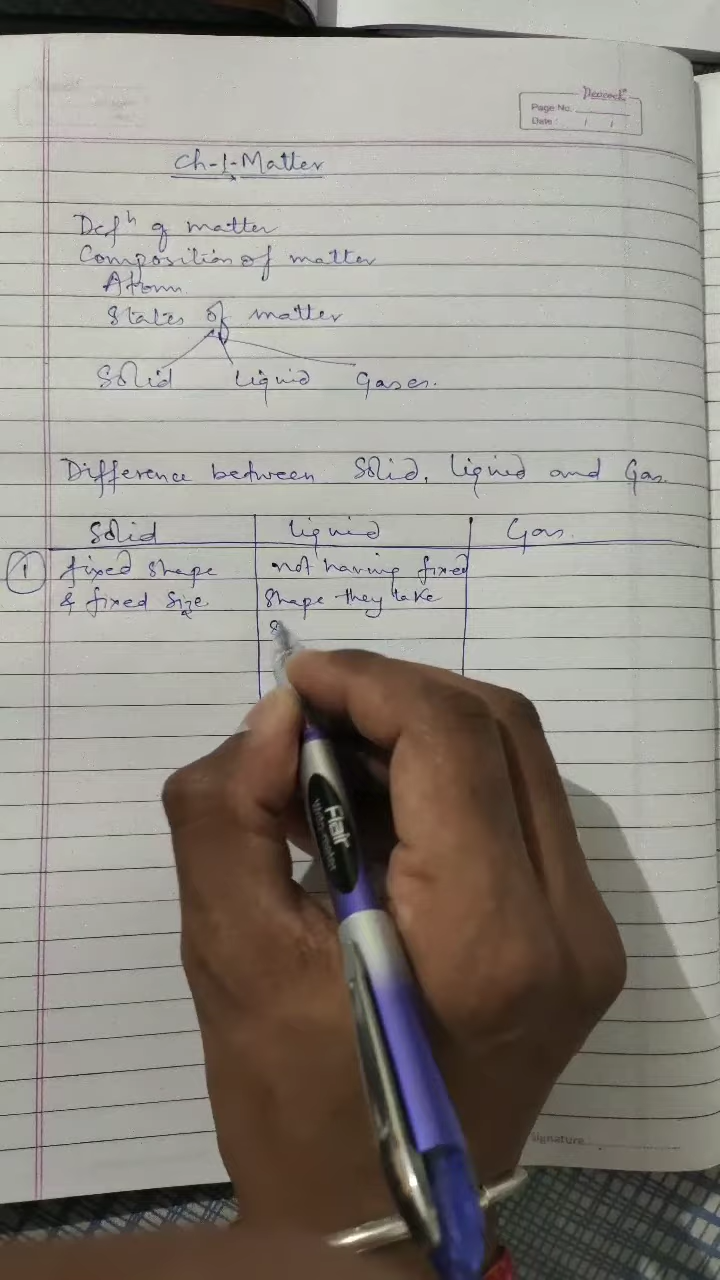 Neocock
Page No.
Date: / /
Ch-1-Matter
Defⁿ of matter
Composition of matter
Atom
States of matter
Solid Liquid Gases.
Difference between Solid, Liquid and Gas.
Solid Liquid Gas.
1 fixed shape not having fixed
& fixed size shape they take
Flair
Signature